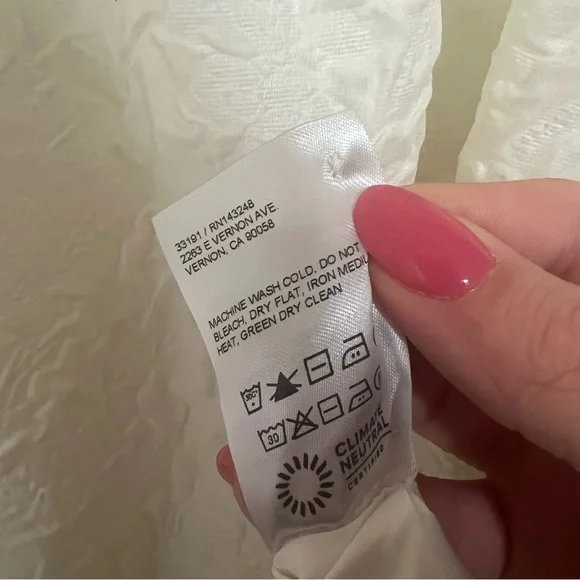 33191 / RN143248
2263 E VERNON AVE.
VERNON, CA 90058
MACHINE WASH COLD, DO NOT
BLEACH, DRY FLAT, IRON MEDIU
HEAT, GREEN DRY CLEAN
30
CLIMATE
NEUTRAL
CERTIFIED